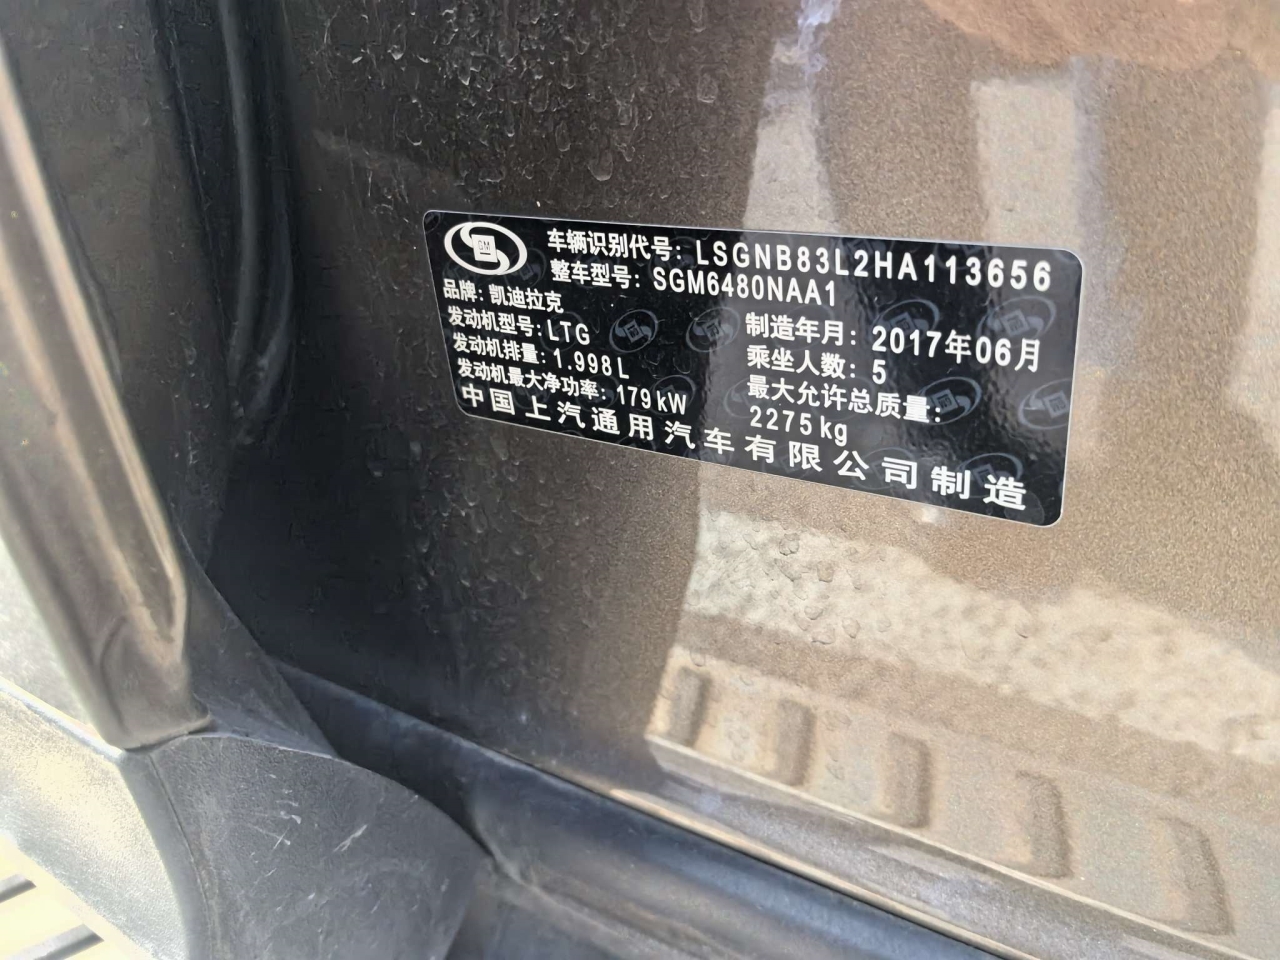 GM
车辆识别代号: LSGNB83L2HA113656
整车型号: SGM6480NAA1
品牌: 凯迪拉克
发动机型号: LTG
发动机排量: 1.998L
发动机最大净功率: 179kW
制造年月: 2017年06月
乘坐人数: 5
最大允许总质量:
2275kg
中国上汽通用汽车有限公司制造